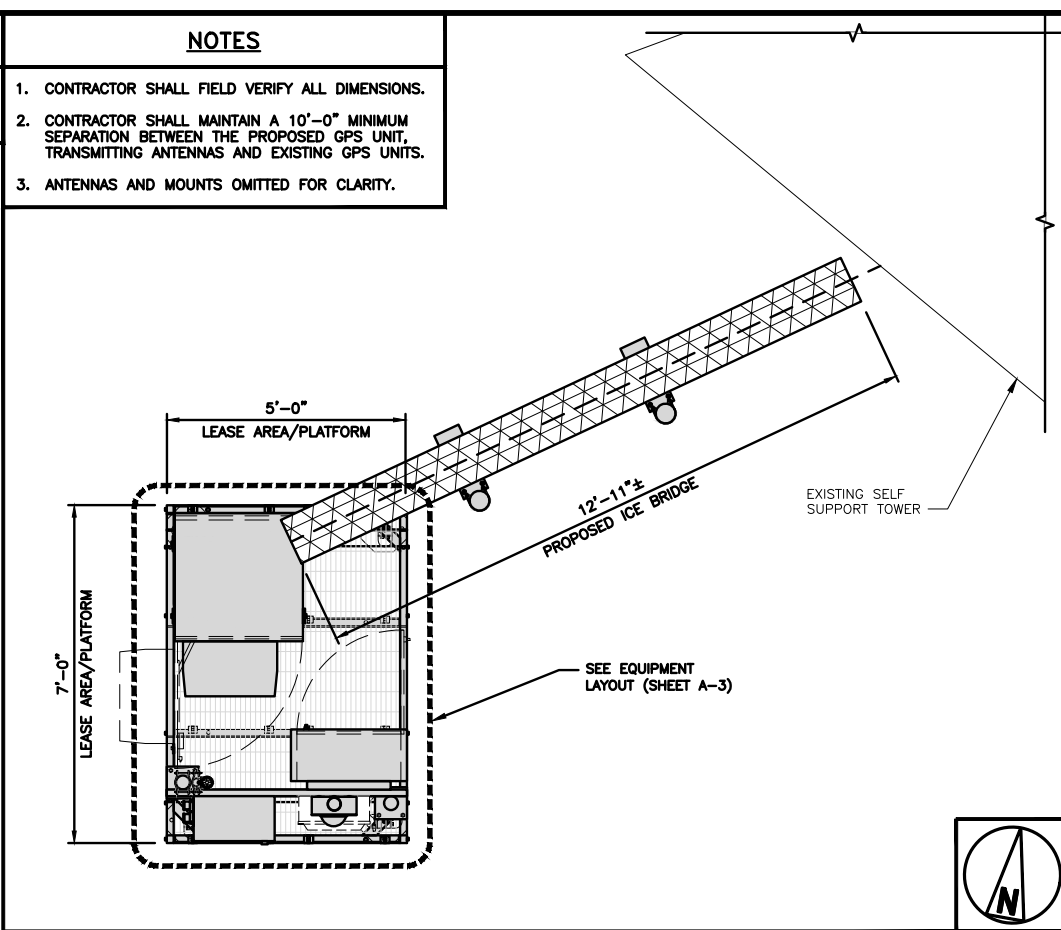 NOTES
1. CONTRACTOR SHALL FIELD VERIFY ALL DIMENSIONS.
2. CONTRACTOR SHALL MAINTAIN A 10'-0" MINIMUM
SEPARATION BETWEEN THE PROPOSED GPS UNIT,
TRANSMITTING ANTENNAS AND EXISTING GPS UNITS.
3. ANTENNAS AND MOUNTS OMITTED FOR CLARITY.
5'-0"
LEASE AREA/PLATFORM
12'-11"±
PROPOSED ICE BRIDGE
EXISTING SELF
SUPPORT TOWER
7'-0"
LEASE AREA/PLATFORM
SEE EQUIPMENT
LAYOUT (SHEET A-3)
N